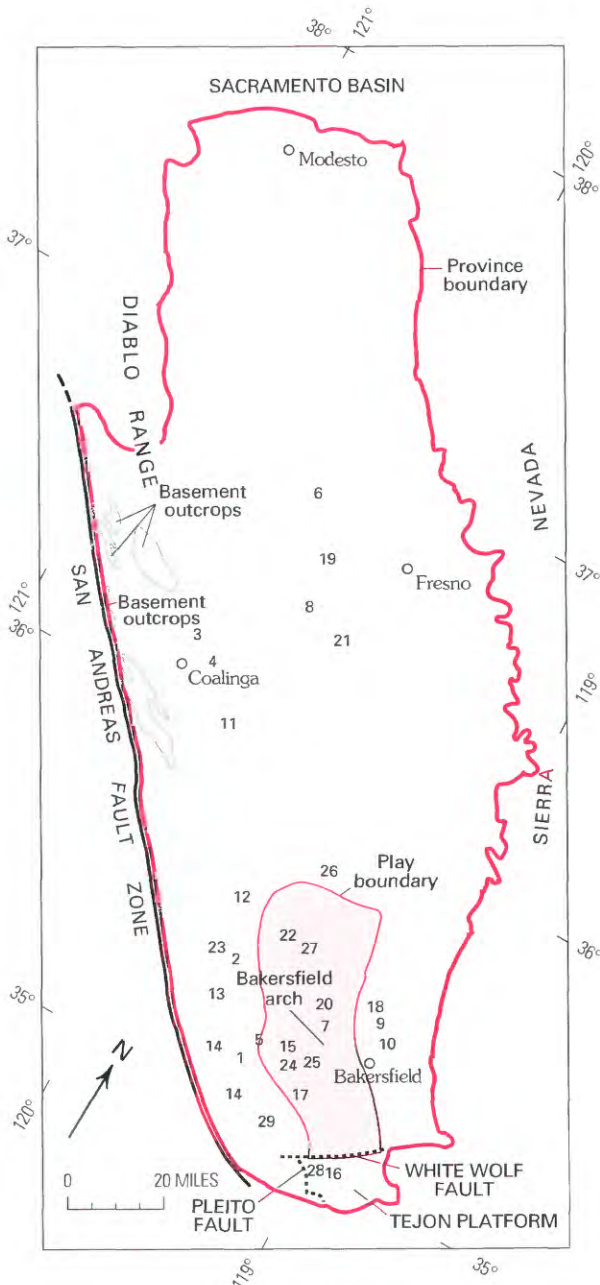 38°
121°
SACRAMENTO BASIN
Modesto
120°
38°
37°
Province
boundary
DIABLO
RANGE
NEVADA
6
Basement
outcrops
19
Fresno
37°
121°
36°
SAN
Basement
outcrops
8
3
21
4
Coalinga
119°
ANDREAS
11
SIERRA
FAULT
26
Play
boundary
12
ZONE
22
23
27
2
36°
Bakersfield
arch
13
35°
20
18
7
9
5
14
15
10
1
24
25
Bakersfield
14
17
120°
N
29
0
20 MILES
28
16
WHITE WOLF
FAULT
PLEITO
FAULT
TEJON PLATFORM
119°
35°